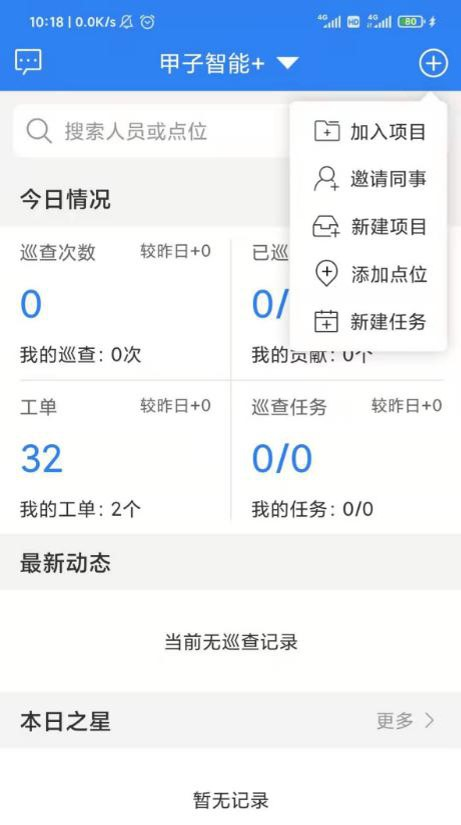 10:18 | 0.0K/s
4G HD 4G 80
甲子智能+
搜索人员或点位
加入项目
邀请同事
新建项目
添加点位
新建任务
今日情况
巡查次数 较昨日+0
0
我的巡查: 0次
已巡
0/
我的贡献: 0个
工单 较昨日+0
32
我的工单: 2个
巡查任务 较昨日+0
0/0
我的任务: 0/0
最新动态
当前无巡查记录
本日之星
更多
暂无记录